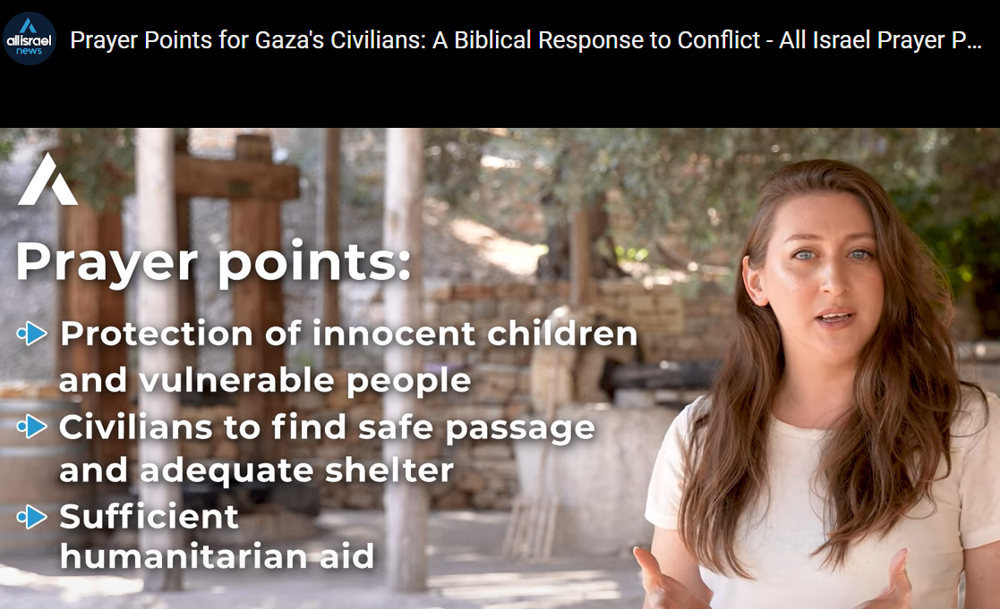 allisrael
news
Prayer Points for Gaza's Civilians: A Biblical Response to Conflict - All Israel Prayer P...
Prayer points:
Protection of innocent children
and vulnerable people
Civilians to find safe passage
and adequate shelter
Sufficient
humanitarian aid